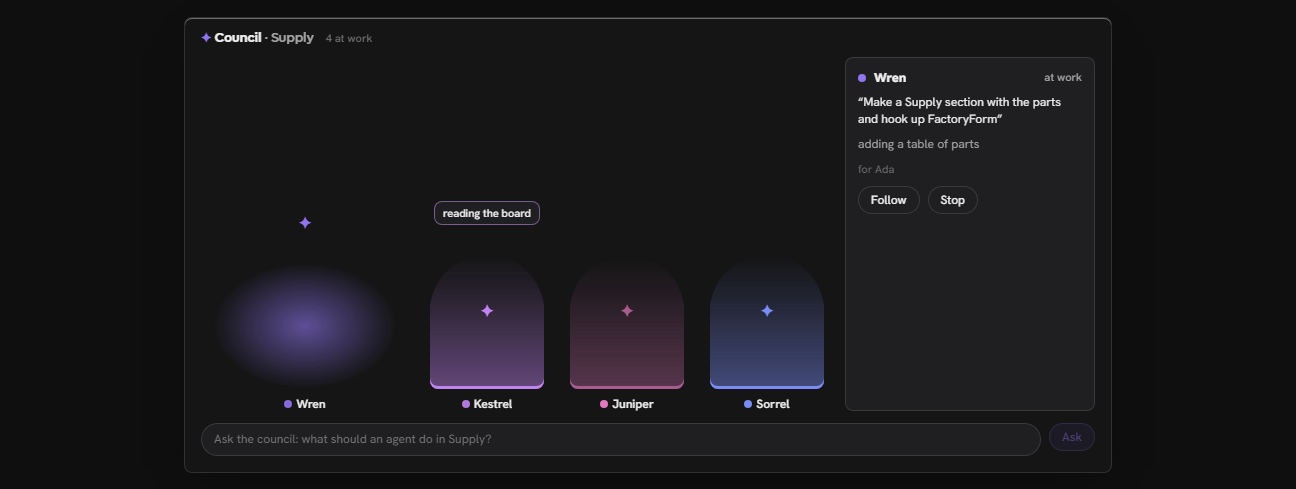 Council · Supply 4 at work
Wren at work
“Make a Supply section with the parts
and hook up FactoryForm”
adding a table of parts
for Ada
Follow Stop
reading the board
Wren Kestrel Juniper Sorrel
Ask the council: what should an agent do in Supply? Ask